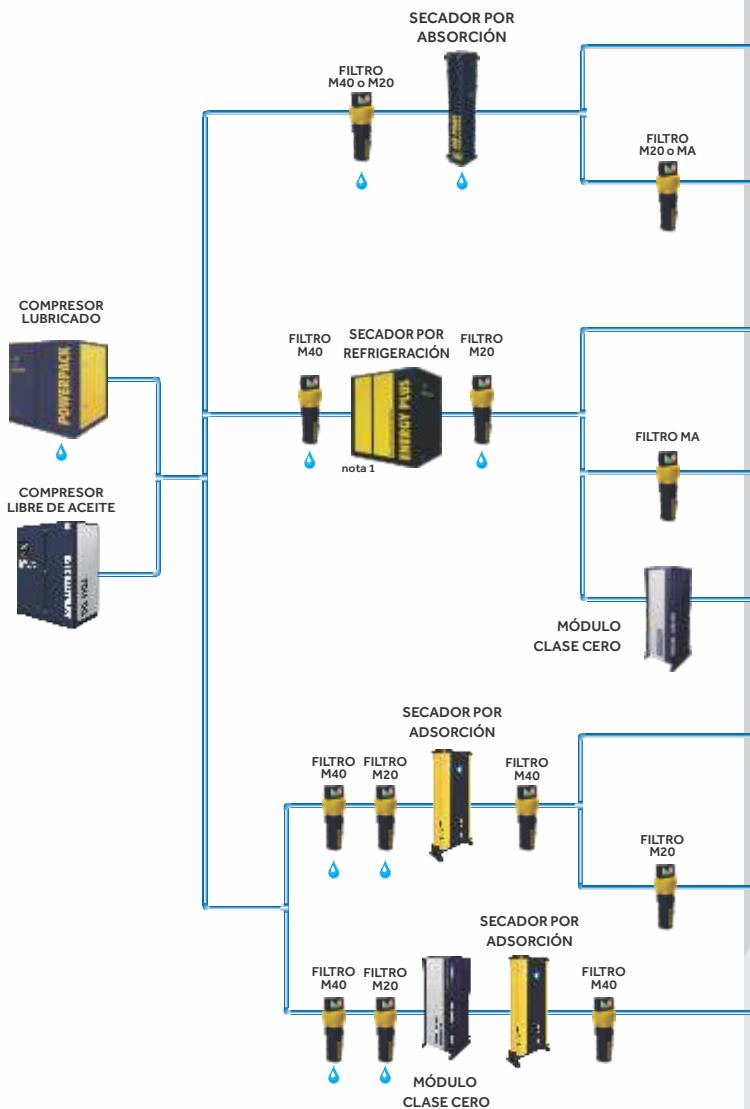 SECADOR POR
ABSORCIÓN
FILTRO
M40 o M20
FILTRO
M20 o MA
COMPRESOR
LUBRICADO
POWERPACK
FILTRO
M40
SECADOR POR
REFRIGERACIÓN
ENERGY PLUS
nota 1
FILTRO
M20
FILTRO MA
COMPRESOR
LIBRE DE ACEITE
MÓDULO
CLASE CERO
SECADOR POR
ADSORCIÓN
FILTRO
M40
FILTRO
M20
FILTRO
M40
FILTRO
M20
SECADOR POR
ADSORCIÓN
FILTRO
M40
FILTRO
M20
FILTRO
M40
MÓDULO
CLASE CERO